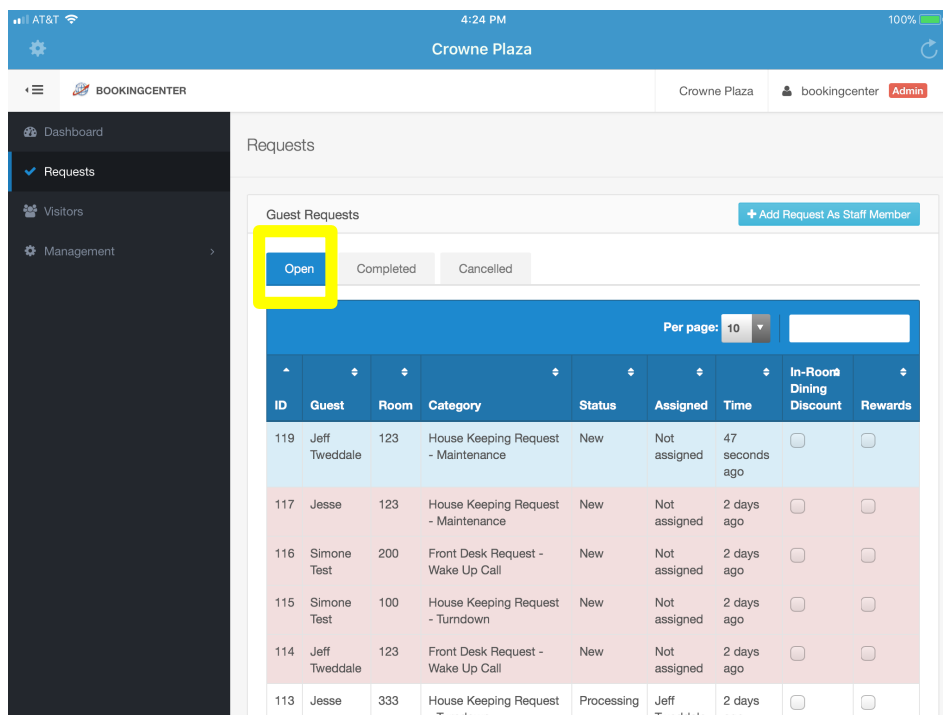 AT&T 4:24 PM 100%
Crowne Plaza
BOOKINGCENTER Crowne Plaza bookingcenter Admin
Dashboard
Requests
Requests
Visitors
Management
Guest Requests + Add Request As Staff Member
Open Completed Cancelled
Per page: 10
ID Guest Room Category Status Assigned Time In-Room Dining Discount Rewards
119 Jeff Tweddale 123 House Keeping Request - Maintenance New Not assigned 47 seconds ago
117 Jesse 123 House Keeping Request - Maintenance New Not assigned 2 days ago
116 Simone Test 200 Front Desk Request - Wake Up Call New Not assigned 2 days ago
115 Simone Test 100 House Keeping Request - Turndown New Not assigned 2 days ago
114 Jeff Tweddale 123 Front Desk Request - Wake Up Call New Not assigned 2 days ago
113 Jesse 333 House Keeping Request Processing Jeff 2 days